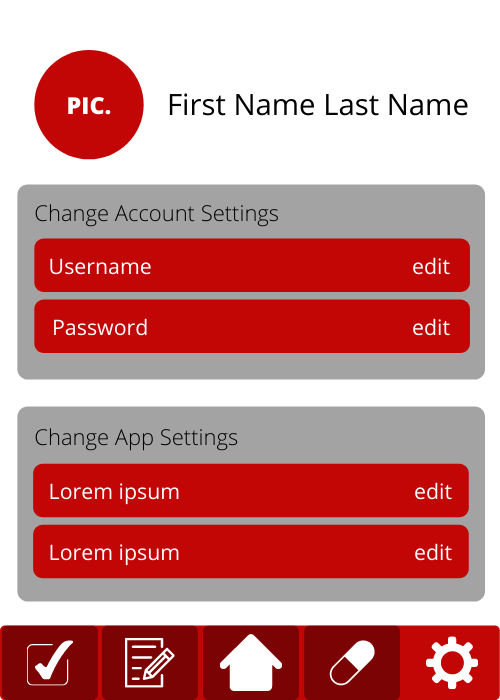 PIC.
First Name Last Name
Change Account Settings
Username edit
Password edit
Change App Settings
Lorem ipsum edit
Lorem ipsum edit